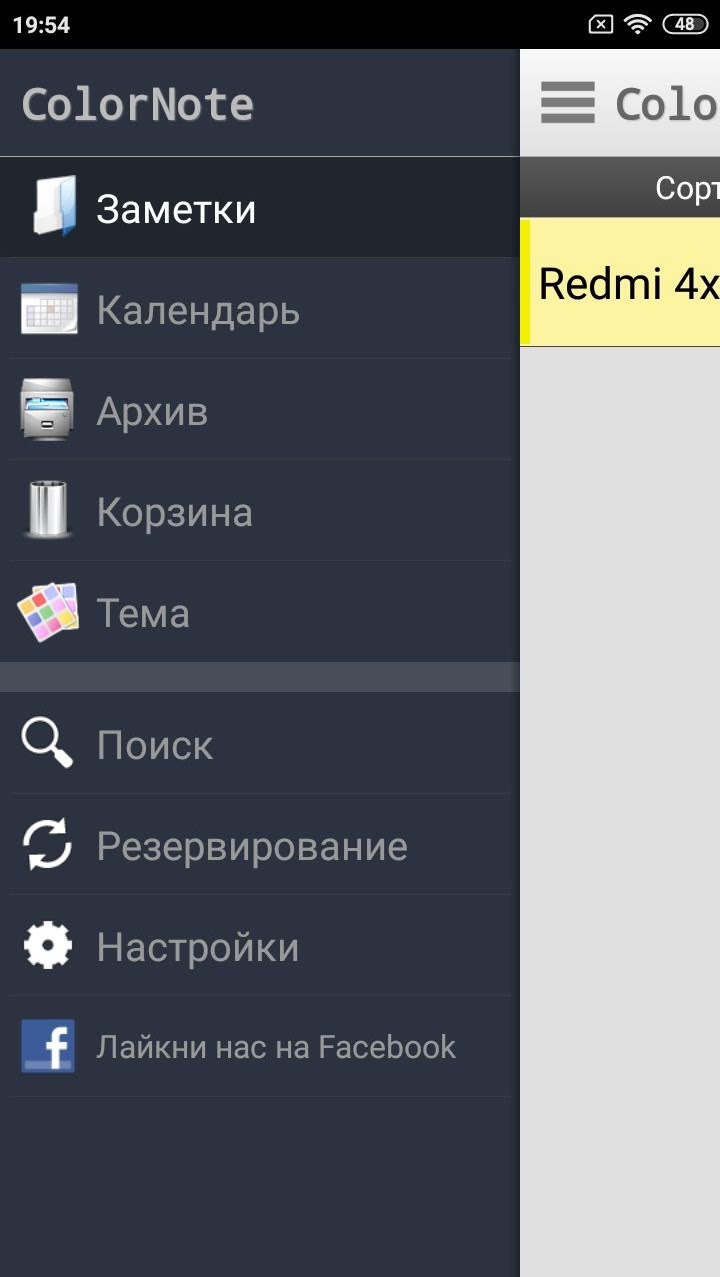 19:54
48
ColorNote
Colo
Сорт
Заметки
Redmi 4x
Календарь
Архив
Корзина
Тема
Поиск
Резервирование
Настройки
Лайкни нас на Facebook